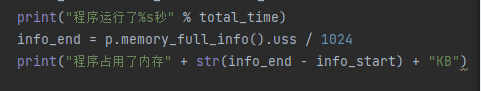 print("程序运行了%s秒" % total_time)
info_end = p.memory_full_info().uss / 1024
print("程序占用了内存" + str(info_end - info_start) + "KB")